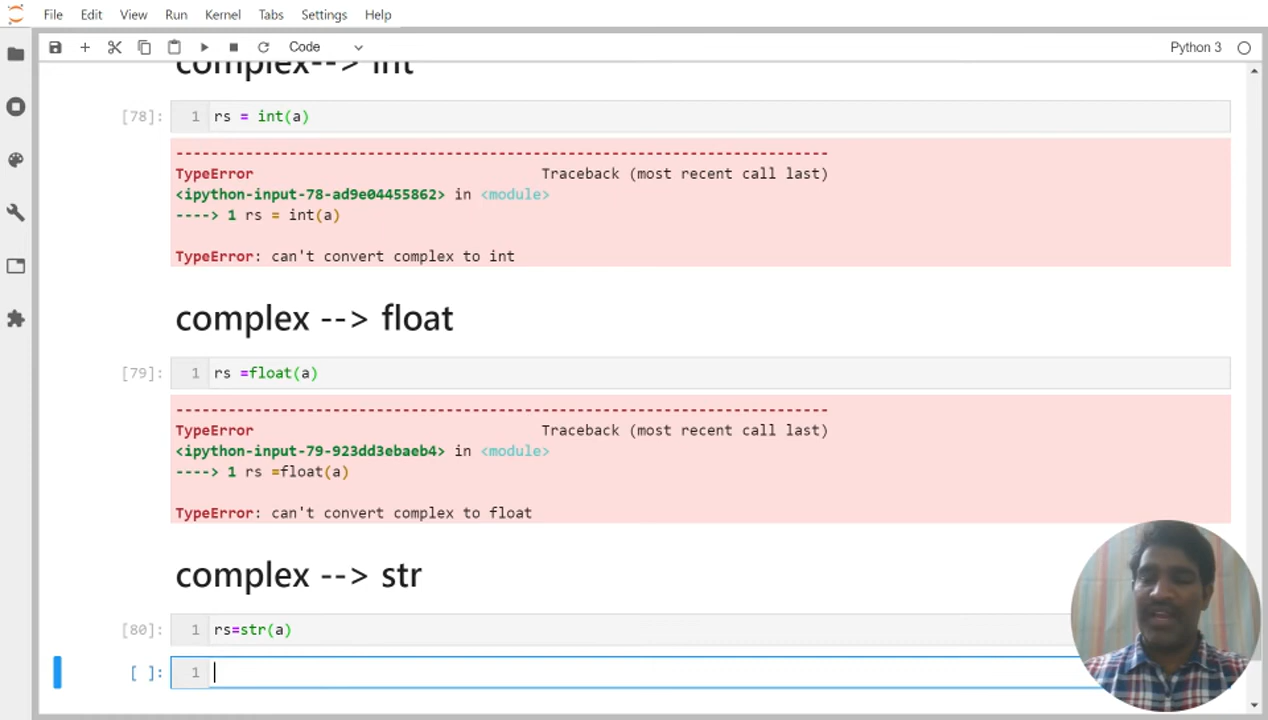 File Edit View Run Kernel Tabs Settings Help
Code
Python 3
complex--> int
[78]:
1 rs = int(a)
---------------------------------------------------------------------------
TypeError Traceback (most recent call last)
<ipython-input-78-ad9e04455862> in <module>
----> 1 rs = int(a)
TypeError: can't convert complex to int
complex --> float
[79]:
1 rs =float(a)
---------------------------------------------------------------------------
TypeError Traceback (most recent call last)
<ipython-input-79-923dd3ebaeb4> in <module>
----> 1 rs =float(a)
TypeError: can't convert complex to float
complex --> str
[80]:
1 rs=str(a)
[ ]:
1